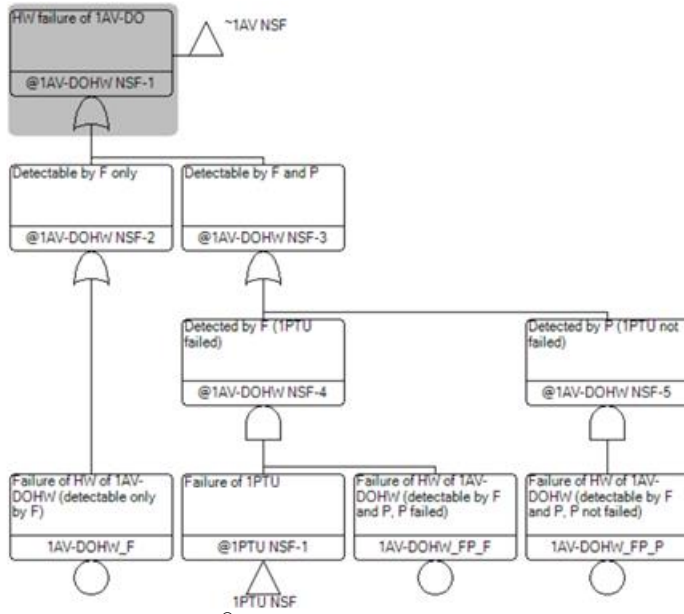 HW failure of 1AV-DO
~1AV NSF
@1AV-DOHW NSF-1
Detectable by F only
@1AV-DOHW NSF-2
Detectable by F and P
@1AV-DOHW NSF-3
Detected by F (1PTU
failed)
@1AV-DOHW NSF-4
Detected by P (1PTU not
failed)
@1AV-DOHW NSF-5
Failure of HW of 1AV-
DOHW (detectable only
by F)
1AV-DOHW_F
Failure of 1PTU
@1PTU NSF-1
1PTU NSF
Failure of HW of 1AV-
DOHW (detectable by F
and P, P failed)
1AV-DOHW_FP_F
Failure of HW of 1AV-
DOHW (detectable by F
and P, P not failed)
1AV-DOHW_FP_P